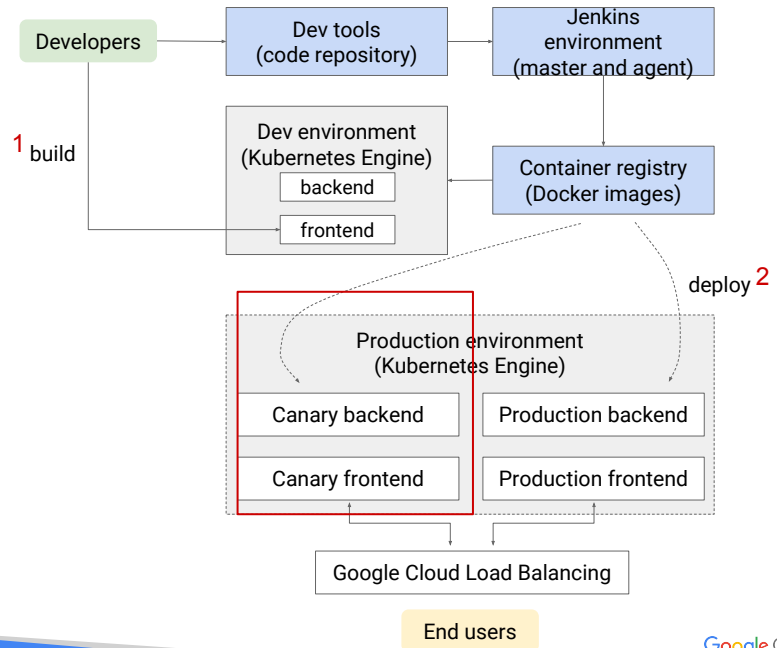 Developers
Dev tools
(code repository)
Jenkins
environment
(master and agent)
1 build
Dev environment
(Kubernetes Engine)
backend
frontend
Container registry
(Docker images)
deploy 2
Production environment
(Kubernetes Engine)
Canary backend
Production backend
Canary frontend
Production frontend
Google Cloud Load Balancing
End users
Google